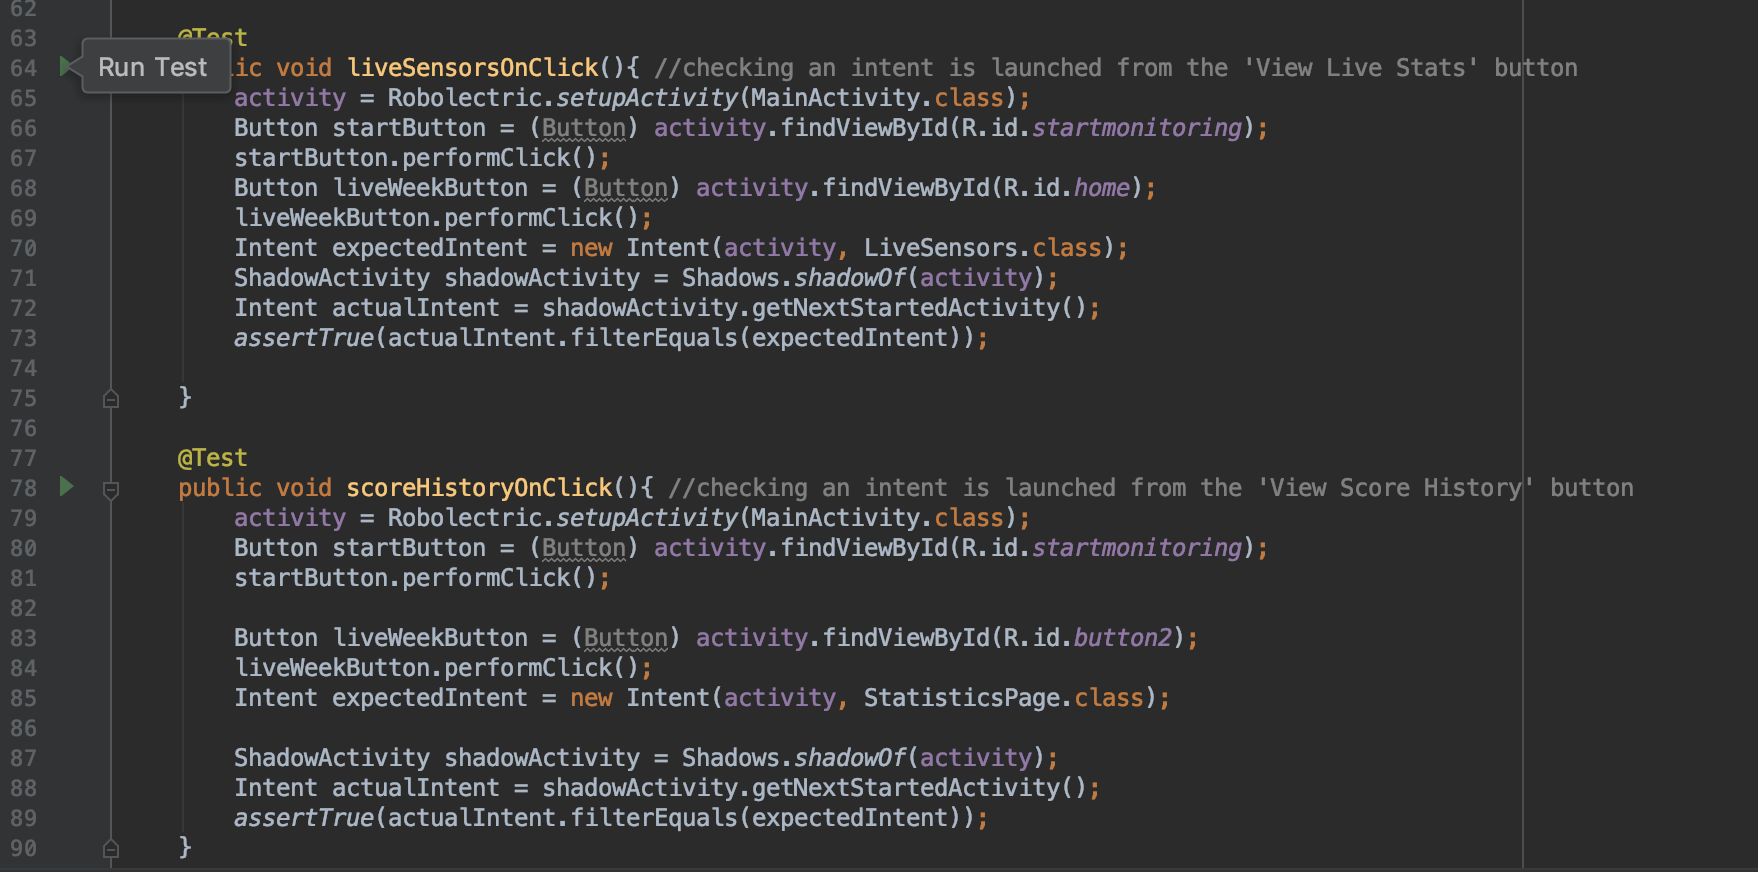 62
63 @Test
64 Run Test lic void liveSensorsOnClick(){ //checking an intent is launched from the 'View Live Stats' button
65 activity = Robolectric.setupActivity(MainActivity.class);
66 Button startButton = (Button) activity.findViewById(R.id.startmonitoring);
67 startButton.performClick();
68 Button liveWeekButton = (Button) activity.findViewById(R.id.home);
69 liveWeekButton.performClick();
70 Intent expectedIntent = new Intent(activity, LiveSensors.class);
71 ShadowActivity shadowActivity = Shadows.shadowOf(activity);
72 Intent actualIntent = shadowActivity.getNextStartedActivity();
73 assertTrue(actualIntent.filterEquals(expectedIntent));
74
75 }
76
77 @Test
78 public void scoreHistoryOnClick(){ //checking an intent is launched from the 'View Score History' button
79 activity = Robolectric.setupActivity(MainActivity.class);
80 Button startButton = (Button) activity.findViewById(R.id.startmonitoring);
81 startButton.performClick();
82
83 Button liveWeekButton = (Button) activity.findViewById(R.id.button2);
84 liveWeekButton.performClick();
85 Intent expectedIntent = new Intent(activity, StatisticsPage.class);
86
87 ShadowActivity shadowActivity = Shadows.shadowOf(activity);
88 Intent actualIntent = shadowActivity.getNextStartedActivity();
89 assertTrue(actualIntent.filterEquals(expectedIntent));
90 }